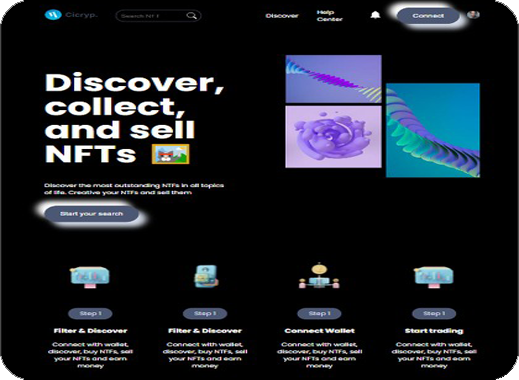 Cicryp.
Search NFT
Discover
Help
Center
Connect
Discover,
collect,
and sell
NFTs
Discover the most outstanding NTFs in all topics
of life. Creative your NTFs and sell them
Start your search
Step 1
Filter & Discover
Connect with wallet,
discover, buy NTFs, sell
your NTFs and earn
money
Step 1
Filter & Discover
Connect with wallet,
discover, buy NTFs, sell
your NTFs and earn
money
Step 1
Connect Wallet
Connect with wallet,
discover, buy NTFs, sell
your NTFs and earn
money
Step 1
Start trading
Connect with wallet,
discover, buy NTFs, sell
your NTFs and earn
money